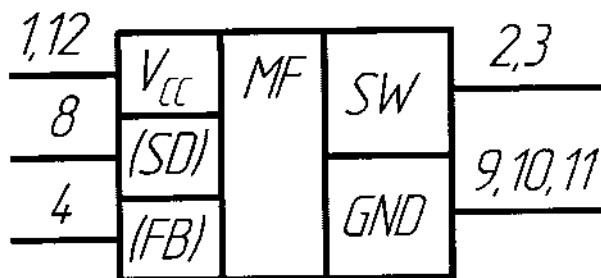 1,12 V_CC MF SW 2,3
8 (SD)
9,10,11
4 (FB) GND